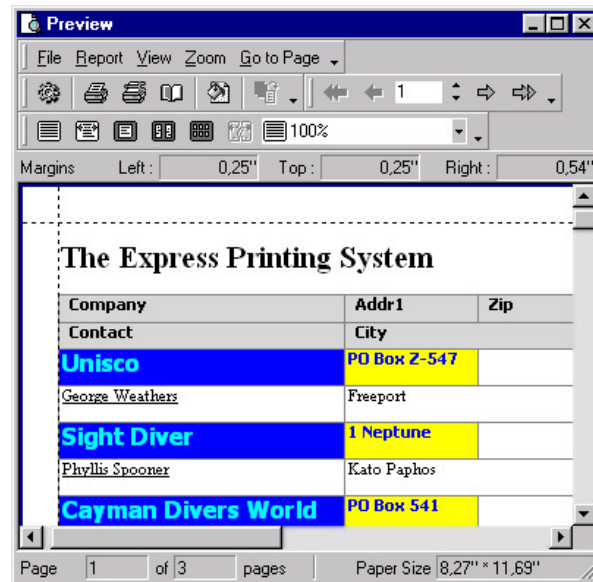 Preview
File Report View Zoom Go to Page
1
100%
Margins Left : 0,25'' Top : 0,25'' Right : 0,54''
The Express Printing System
Company Addr1 Zip
Contact City
Unisco PO Box Z-547
George Weathers Freeport
Sight Diver 1 Neptune
Phyllis Spooner Kato Paphos
Cayman Divers World PO Box 541
Page 1 of 3 pages Paper Size 8,27'' * 11,69''